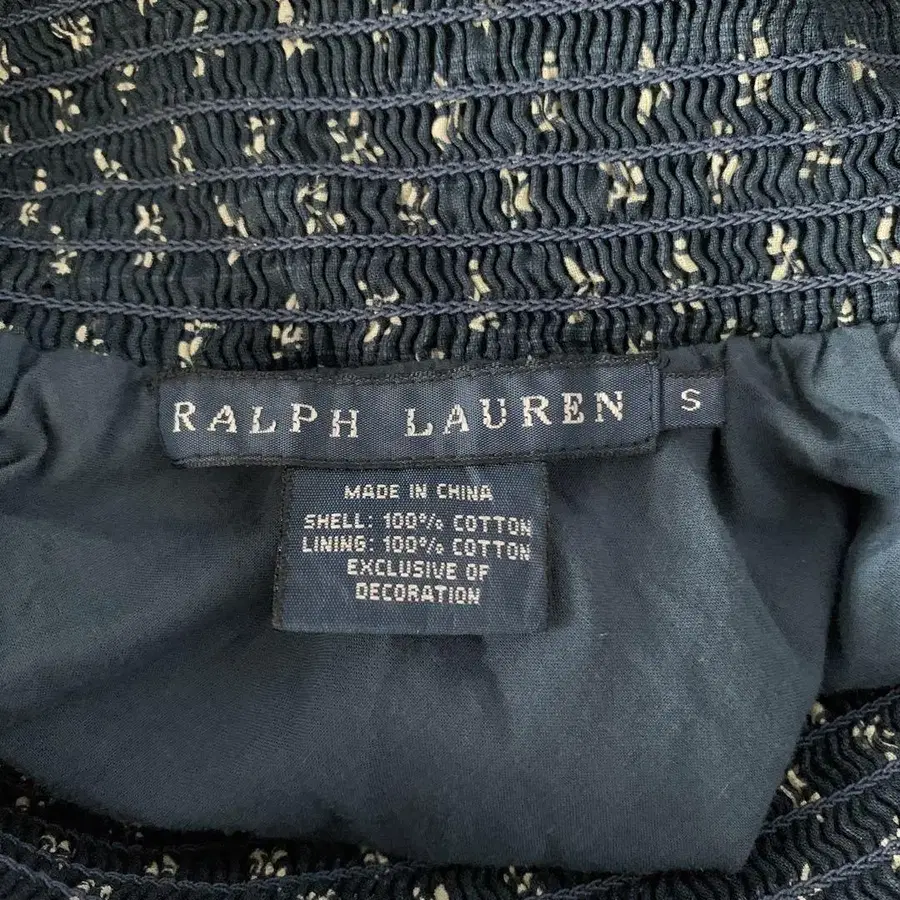 RALPH LAUREN S
MADE IN CHINA
SHELL: 100% COTTON
LINING: 100% COTTON
EXCLUSIVE OF
DECORATION